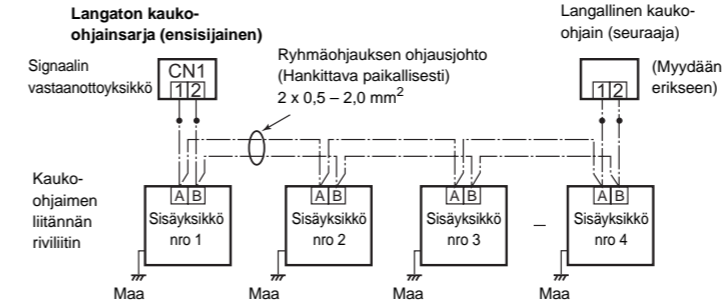 Langaton kauko-
ohjainsarja (ensisijainen)
Signaalin
vastaanottoyksikkö
CN1
1 2
Ryhmäohjauksen ohjausjohto
(Hankittava paikallisesti)
2 x 0,5 – 2,0 mm²
Langallinen kauko-
ohjain (seuraaja)
1 2
(Myydään
erikseen)
Kauko-
ohjaimen
liitännän
riviliitin
A B
Sisäyksikkö
nro 1
A B
Sisäyksikkö
nro 2
A B
Sisäyksikkö
nro 3
–
A B
Sisäyksikkö
nro 4
Maa
Maa
Maa
Maa